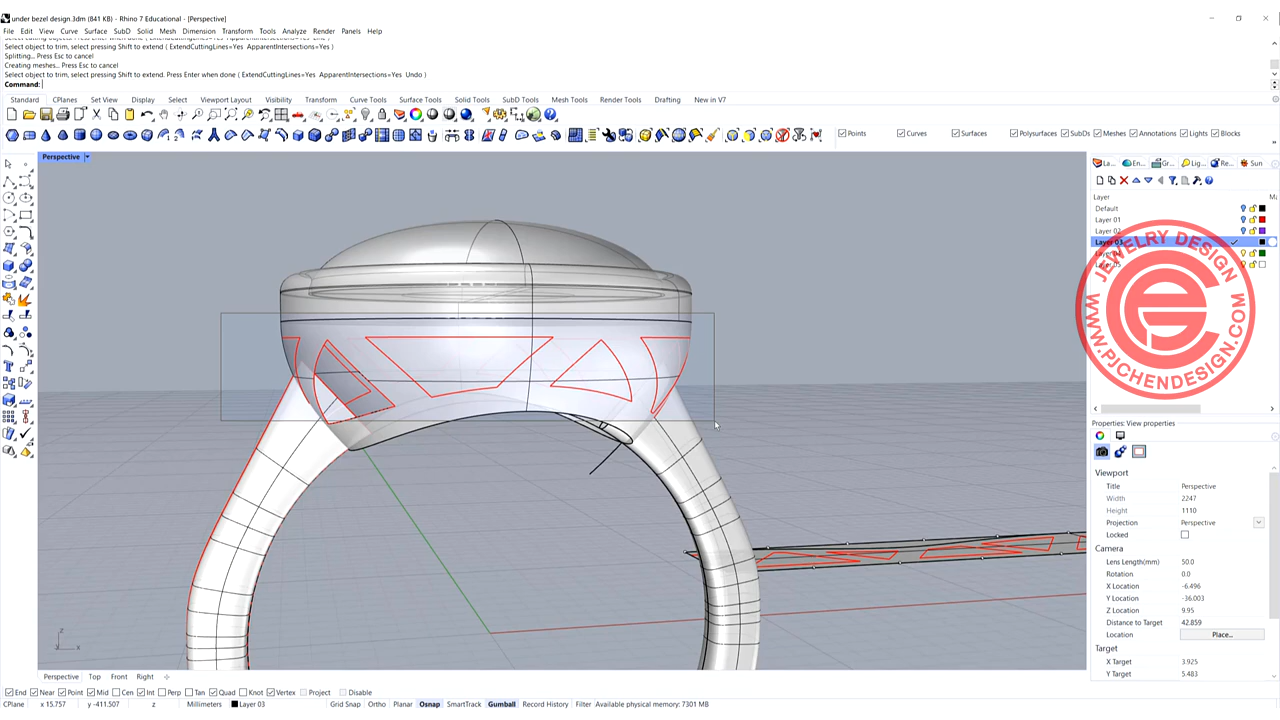 under bezel design.3dm (841 KB) - Rhino 7 Educational - [Perspective]
File Edit View Curve Surface SubD Solid Mesh Dimension Transform Tools Analyze Render Panels Help
Select object to trim, select pressing Shift to extend ( ExtendCuttingLines=Yes ApparentIntersections=Yes )
Splitting... Press Esc to cancel
Creating meshes... Press Esc to cancel
Select object to trim, select pressing Shift to extend. Press Enter when done ( ExtendCuttingLines=Yes ApparentIntersections=Yes Undo )
Command:
Standard CPlanes Set View Display Select Viewport Layout Visibility Transform Curve Tools Surface Tools Solid Tools SubD Tools Mesh Tools Render Tools Drafting New in V7
Points Curves Surfaces Polysurfaces SubDs Meshes Annotations Lights Blocks
Perspective
La... En... Gr... Lig... Re... Sun
Layer
Default
Layer 01
Layer 02
Layer 03
JEWELRY DESIGN
WWW.PJCHENDESIGN.COM
Properties: View properties
Viewport
Title Perspective
Width 2247
Height 1110
Projection Perspective
Locked
Camera
Lens Length(mm) 50.0
Rotation 0.0
X Location -6.496
Y Location -36.003
Z Location 9.95
Distance to Target 42.859
Location Place...
Target
X Target 3.925
Y Target 5.483
z
x
Perspective Top Front Right
End Near Point Mid Cen Int Perp Tan Quad Knot Vertex Project Disable
CPlane x 15.757 y -411.507 z Millimeters Layer 03 Grid Snap Ortho Planar Osnap SmartTrack Gumball Record History Filter Available physical memory: 7301 MB